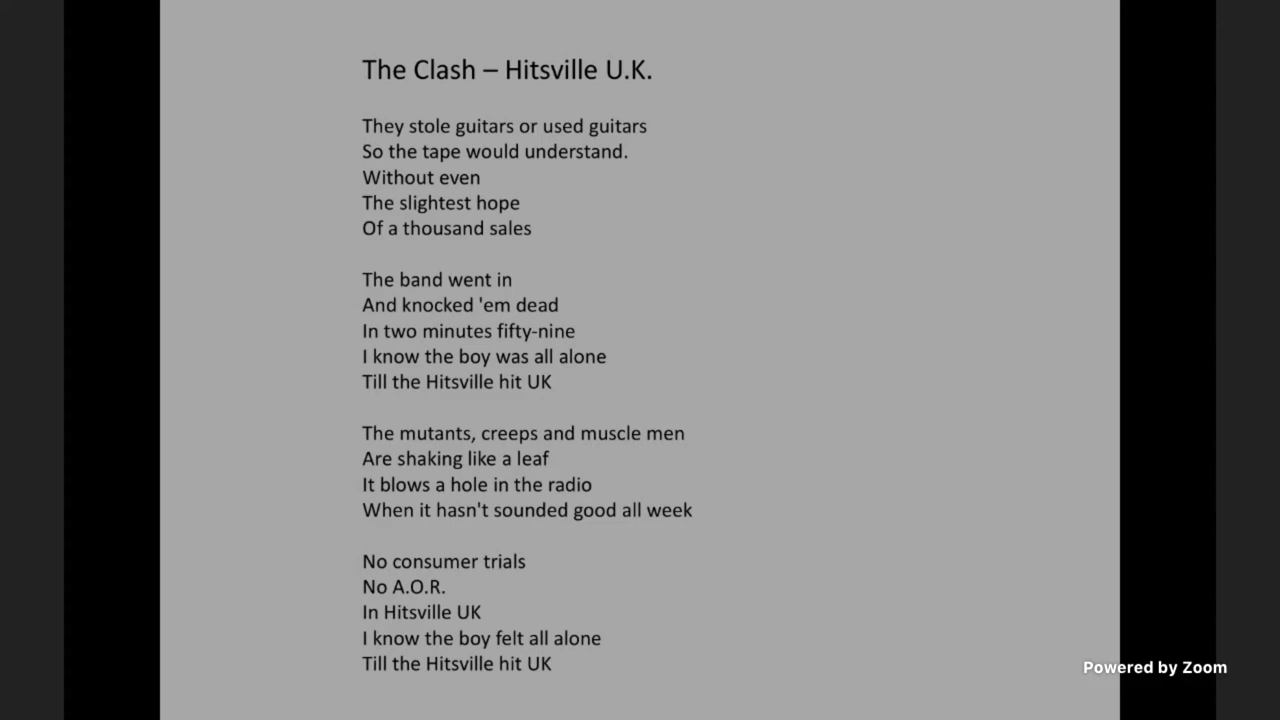 The Clash – Hitsville U.K.
They stole guitars or used guitars
So the tape would understand.
Without even
The slightest hope
Of a thousand sales
The band went in
And knocked 'em dead
In two minutes fifty-nine
I know the boy was all alone
Till the Hitsville hit UK
The mutants, creeps and muscle men
Are shaking like a leaf
It blows a hole in the radio
When it hasn't sounded good all week
No consumer trials
No A.O.R.
In Hitsville UK
I know the boy felt all alone
Till the Hitsville hit UK
Powered by Zoom